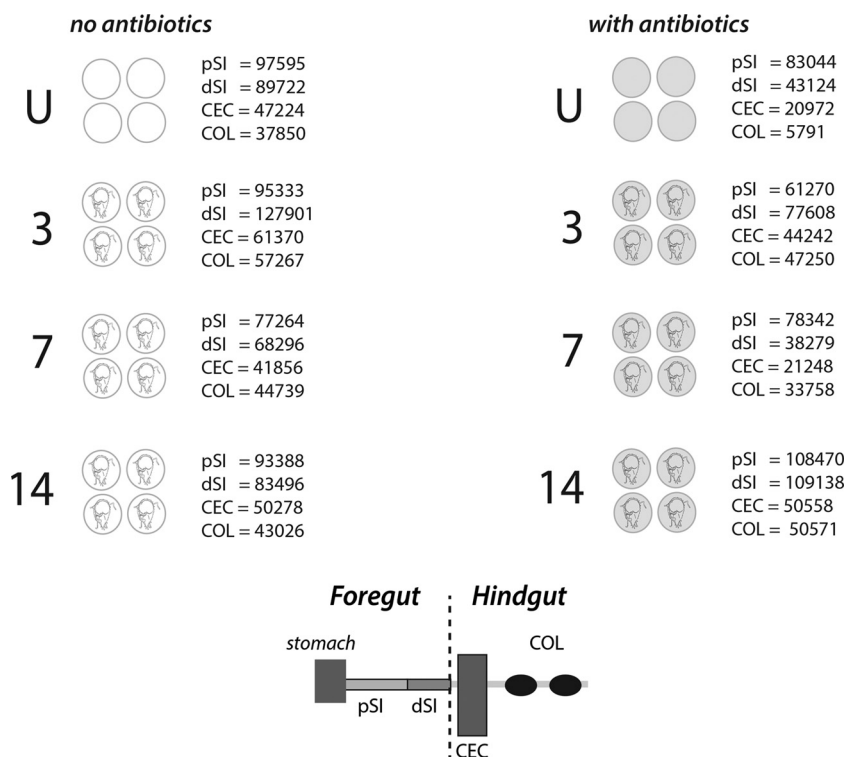 no antibiotics
with antibiotics
U
pSI = 97595
dSI = 89722
CEC = 47224
COL = 37850
U
pSI = 83044
dSI = 43124
CEC = 20972
COL = 5791
3
pSI = 95333
dSI = 127901
CEC = 61370
COL = 57267
3
pSI = 61270
dSI = 77608
CEC = 44242
COL = 47250
7
pSI = 77264
dSI = 68296
CEC = 41856
COL = 44739
7
pSI = 78342
dSI = 38279
CEC = 21248
COL = 33758
14
pSI = 93388
dSI = 83496
CEC = 50278
COL = 43026
14
pSI = 108470
dSI = 109138
CEC = 50558
COL = 50571
Foregut
Hindgut
stomach
COL
pSI
dSI
CEC